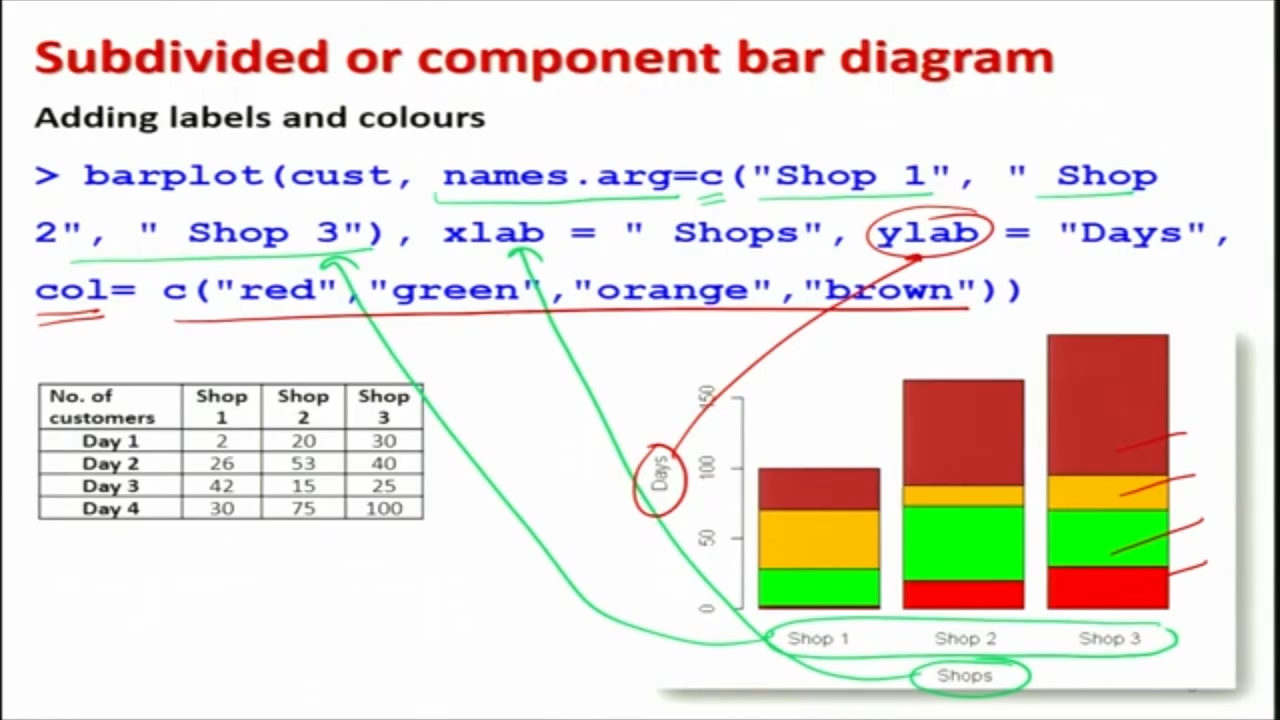 Subdivided or component bar diagram
Adding labels and colours
> barplot(cust, names.arg=c("Shop 1", " Shop
2", " Shop 3"), xlab = " Shops", ylab = "Days",
col= c("red","green","orange","brown"))
No. of customers Shop 1 Shop 2 Shop 3
Day 1 2 20 30
Day 2 26 53 40
Day 3 42 15 25
Day 4 30 75 100
Days
150
100
50
0
Shop 1 Shop 2 Shop 3
Shops